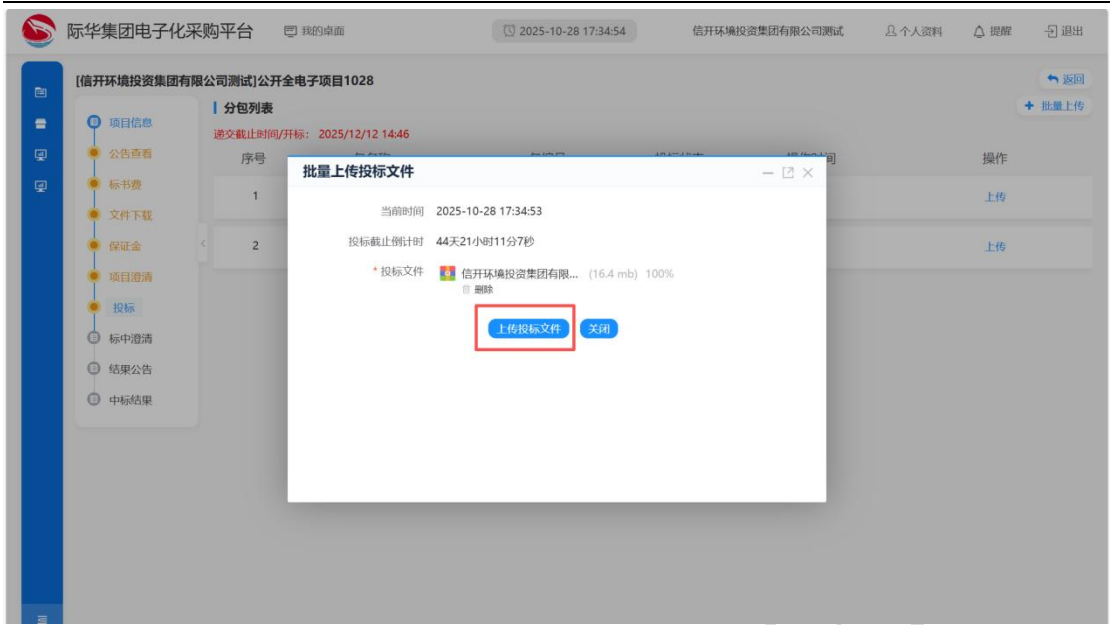 际华集团电子化采购平台 我的桌面 2025-10-28 17:34:54 信开环境投资集团有限公司测试 个人资料 提醒 退出
[信开环境投资集团有限公司测试]公开全电子项目1028 返回
分包列表 批量上传
项目信息
递交截止时间/开标： 2025/12/12 14:46
公告查看
序号 操作
批量上传投标文件
标书费
1 上传
当前时间 2025-10-28 17:34:53
文件下载
投标截止倒计时 44天21小时11分7秒
保证金
2 上传
* 投标文件 信开环境投资集团有限... (16.4 mb) 100%
项目澄清
删除
投标
上传投标文件 关闭
标中澄清
结果公告
中标结果